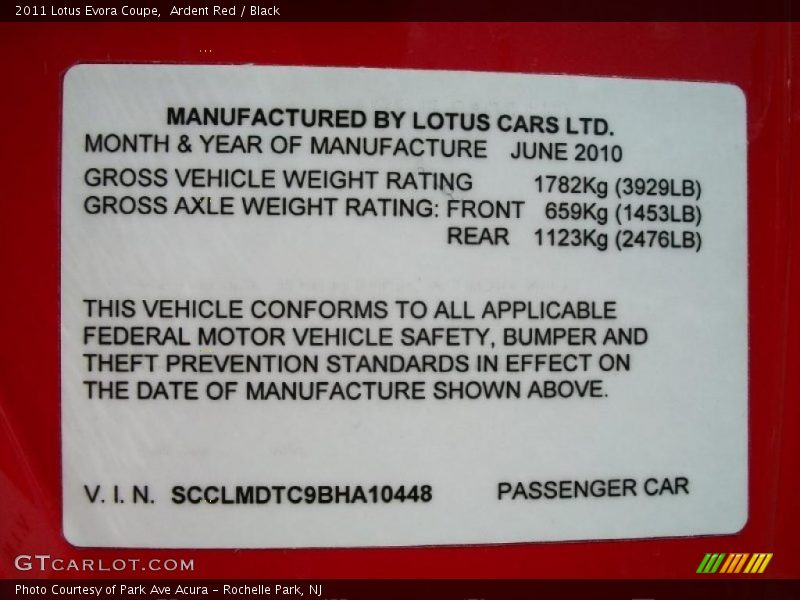 2011 Lotus Evora Coupe,  Ardent Red / Black
MANUFACTURED BY LOTUS CARS LTD.
MONTH & YEAR OF MANUFACTURE JUNE 2010
GROSS VEHICLE WEIGHT RATING 1782Kg (3929LB)
GROSS AXLE WEIGHT RATING: FRONT 659Kg (1453LB)
REAR 1123Kg (2476LB)
THIS VEHICLE CONFORMS TO ALL APPLICABLE
FEDERAL MOTOR VEHICLE SAFETY, BUMPER AND
THEFT PREVENTION STANDARDS IN EFFECT ON
THE DATE OF MANUFACTURE SHOWN ABOVE.
V. I. N. SCCLMDTC9BHA10448 PASSENGER CAR
GTCARLOT.COM
Photo Courtesy of Park Ave Acura – Rochelle Park, NJ